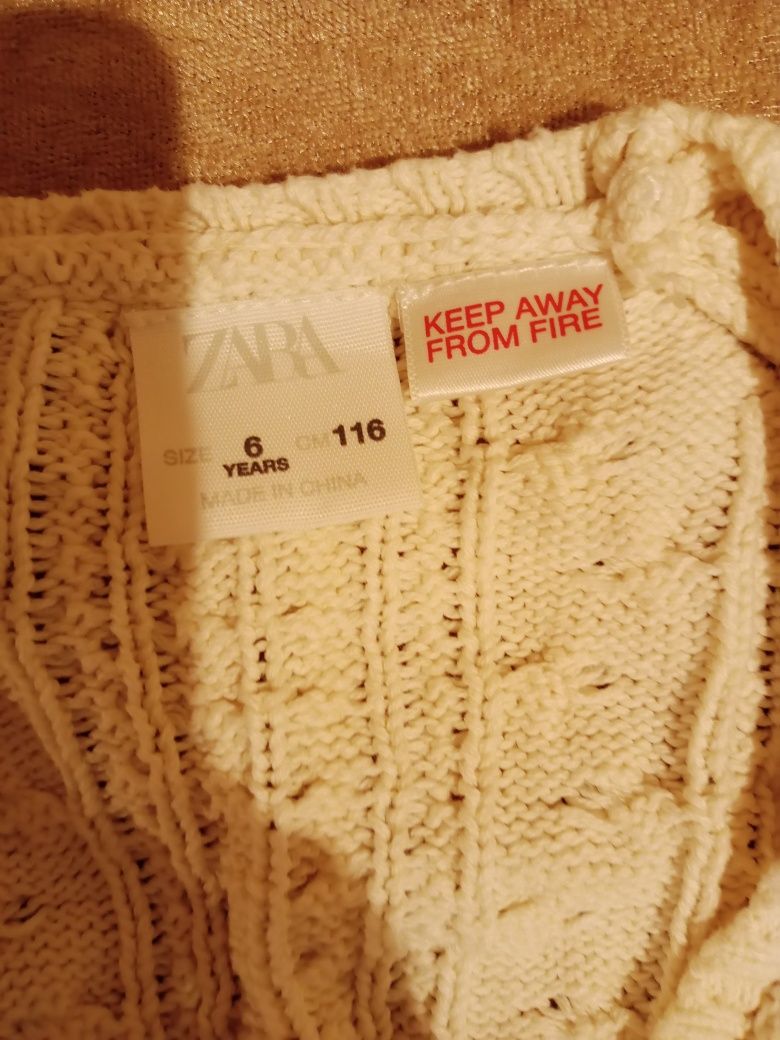 ZARA
SIZE 6 YEARS CM 116
MADE IN CHINA
KEEP AWAY
FROM FIRE